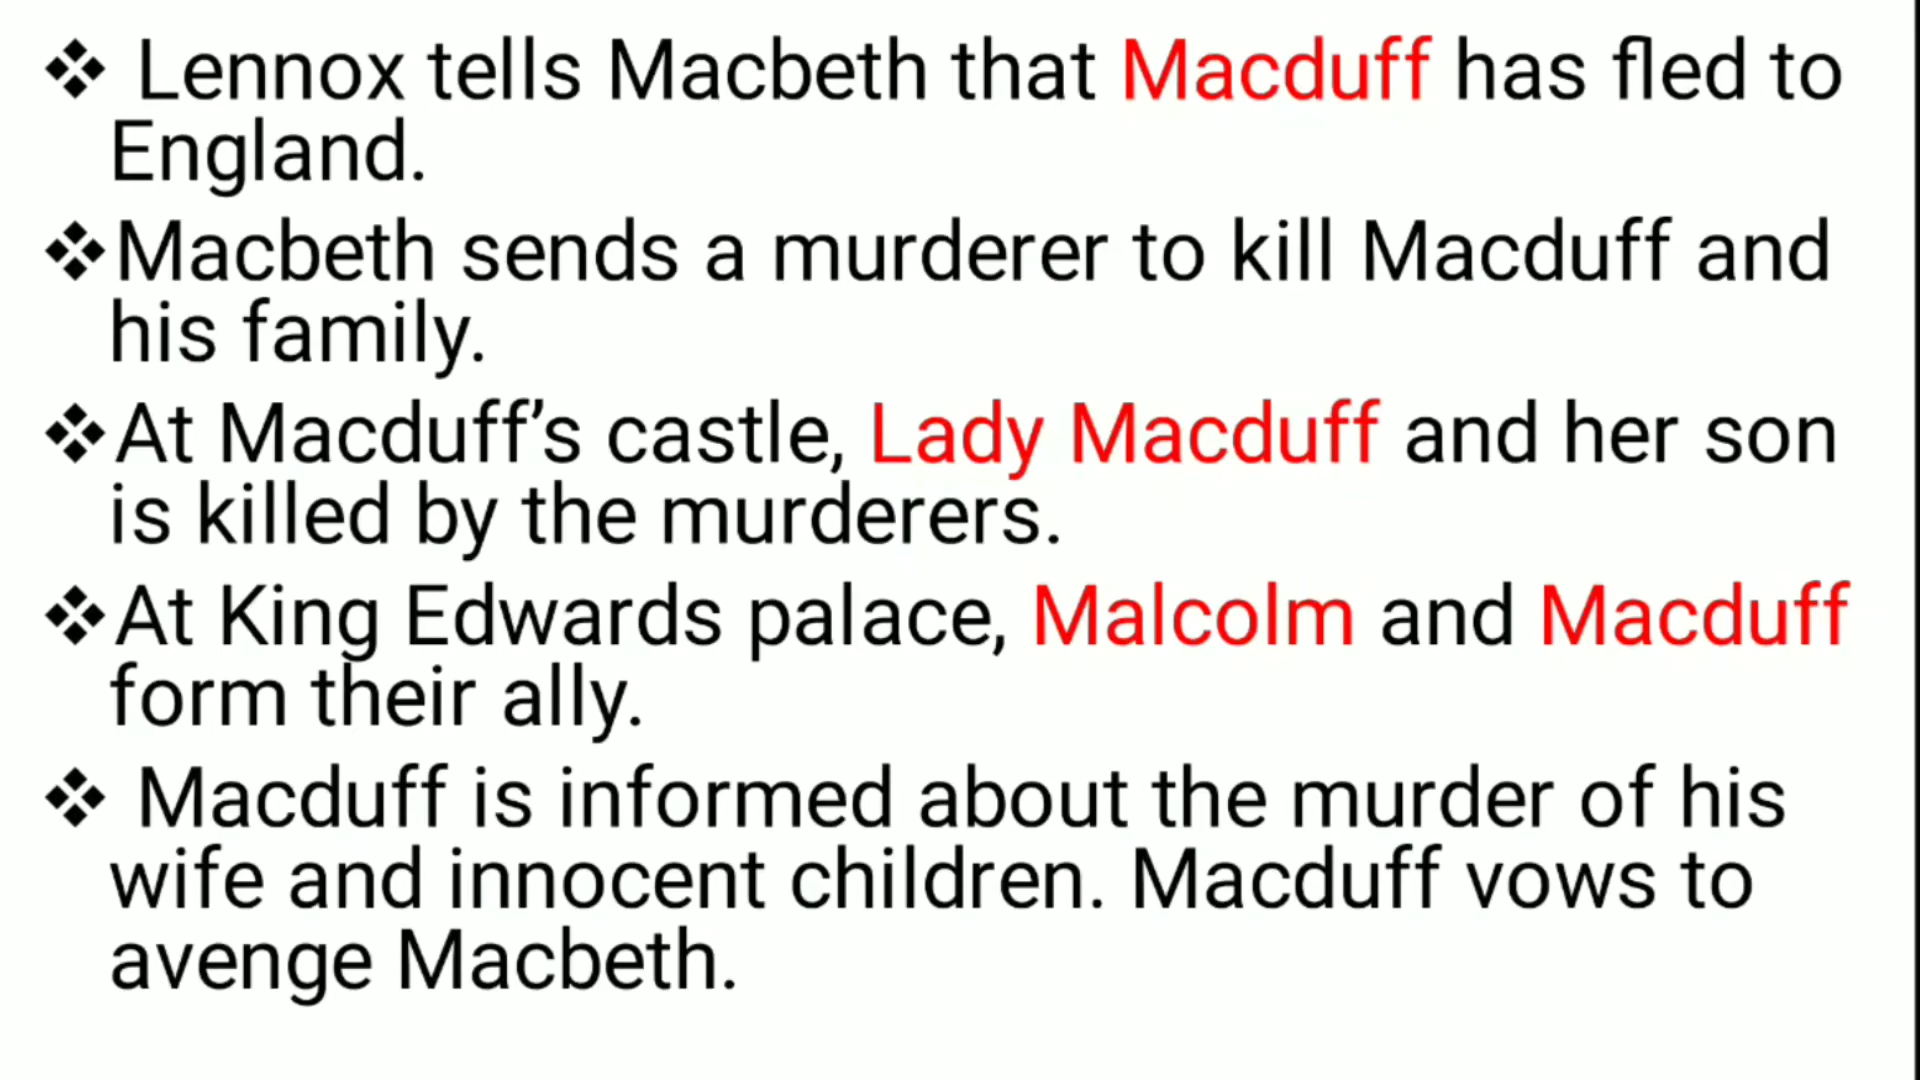 ❖ Lennox tells Macbeth that Macduff has fled to
England.
❖Macbeth sends a murderer to kill Macduff and
his family.
❖At Macduff’s castle, Lady Macduff and her son
is killed by the murderers.
❖At King Edwards palace, Malcolm and Macduff
form their ally.
❖ Macduff is informed about the murder of his
wife and innocent children. Macduff vows to
avenge Macbeth.